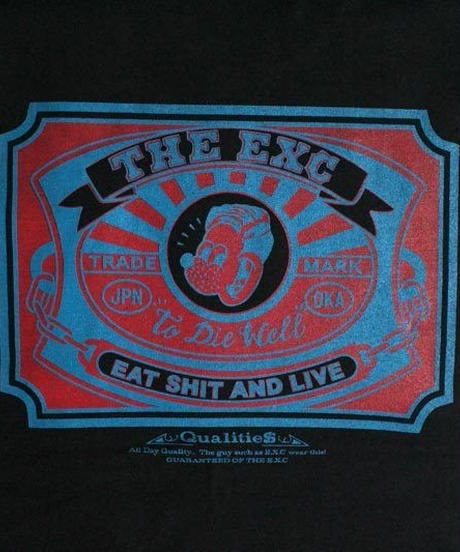 THE EXC
TRADE MARK
JPN OKA
To Die Well
EAT SHIT AND LIVE
Qualitie$
All Day Quality.. The guy such as E.X.C wear this!
GUARANTEED OF THE E.X.C